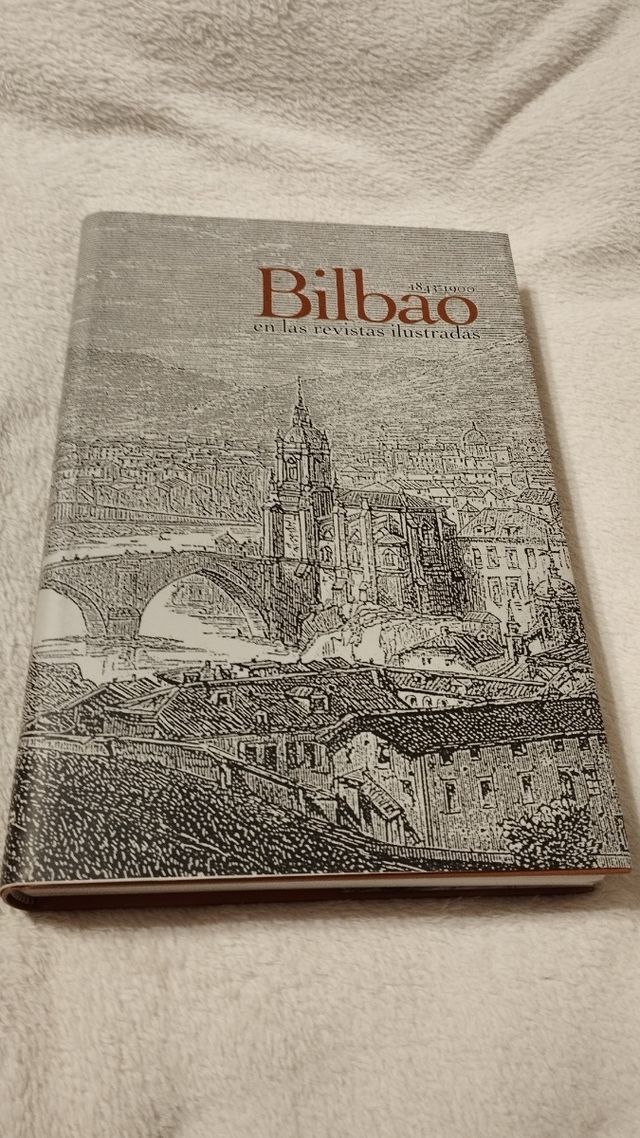 1843-1900
Bilbao
en las revistas ilustradas